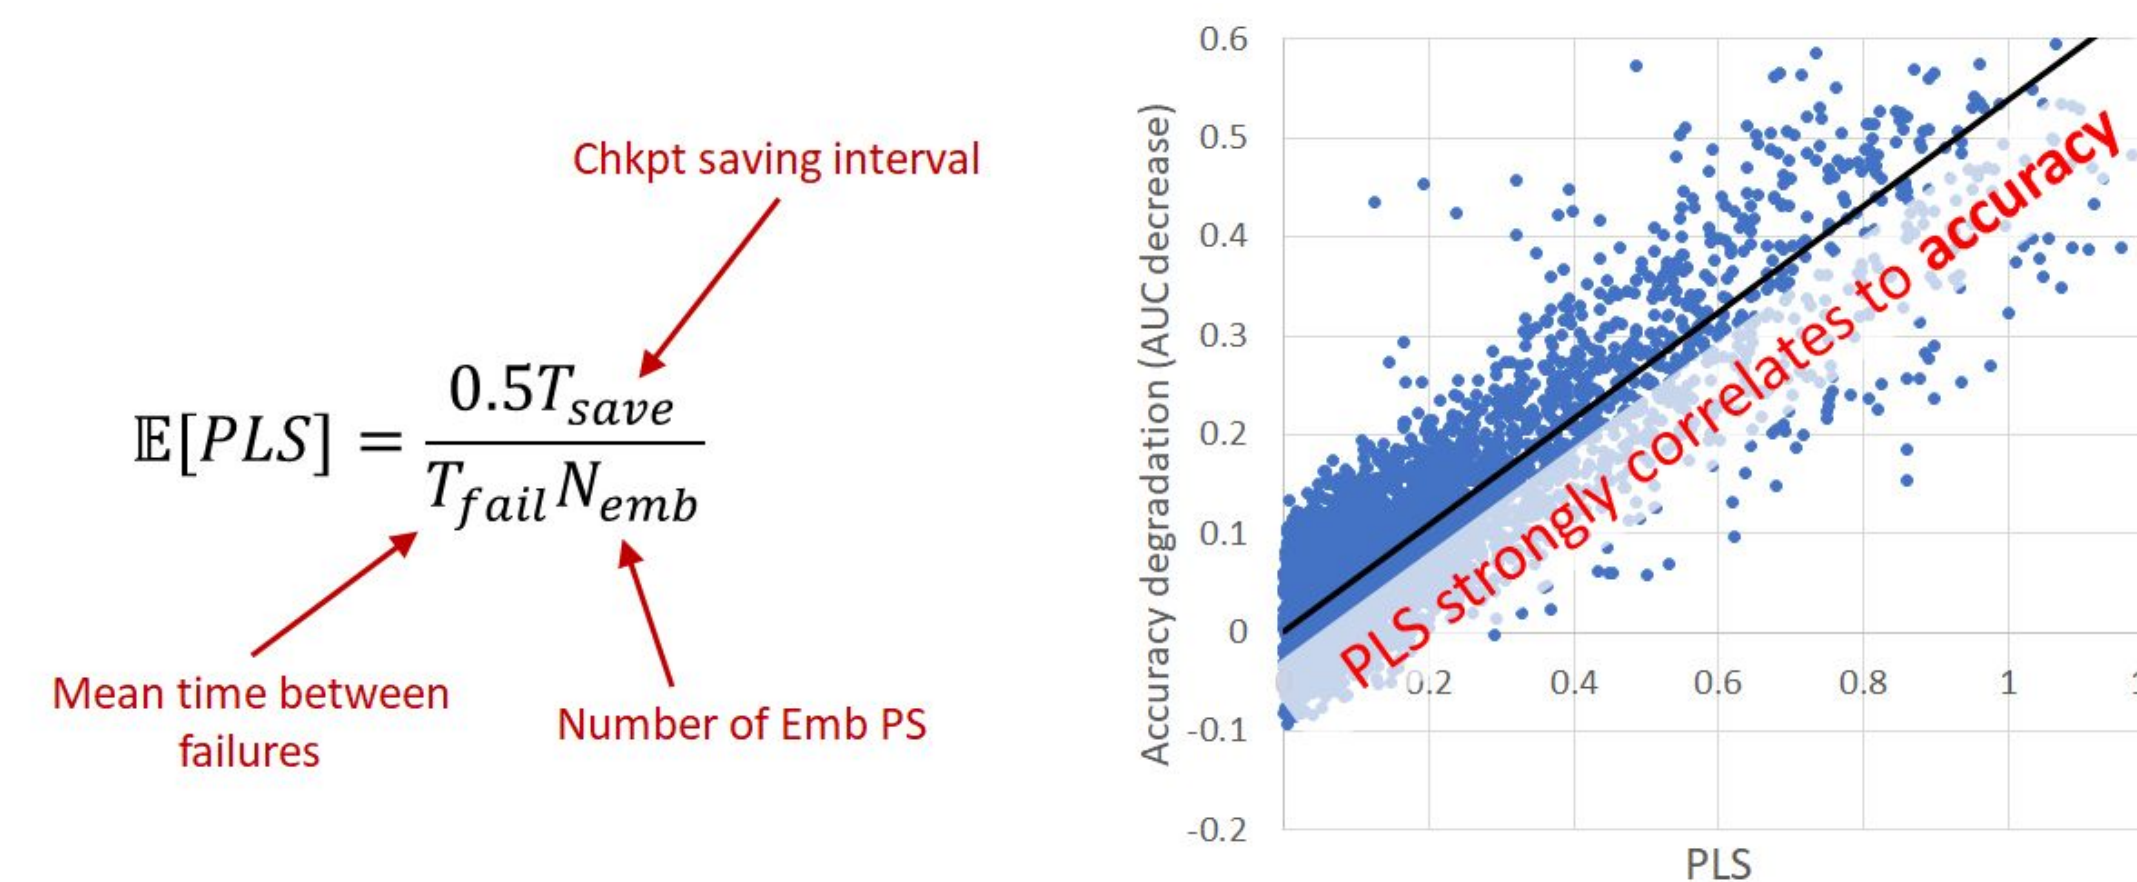 Chkpt saving interval
𝔼[PLS] = 0.5T_save / T_fail N_emb
Mean time between
failures
Number of Emb PS
Accuracy degradation (AUC decrease)
0.6
0.5
0.4
0.3
0.2
0.1
0
-0.1
-0.2
PLS strongly correlates to accuracy
0.2
0.4
0.6
0.8
1
PLS